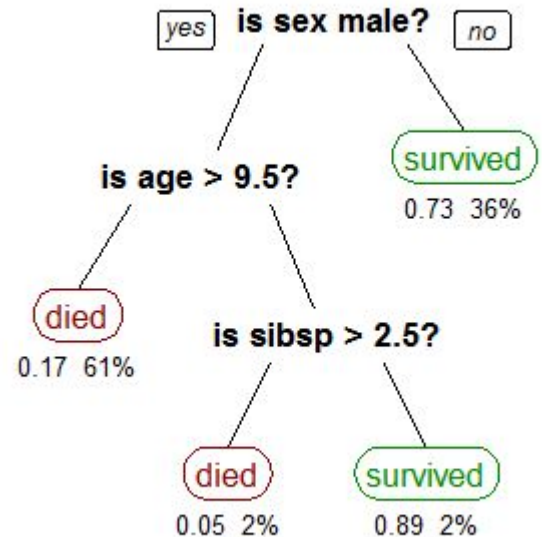 yes is sex male? no
survived
is age > 9.5?
0.73 36%
died
is sibsp > 2.5?
0.17 61%
died survived
0.05 2% 0.89 2%